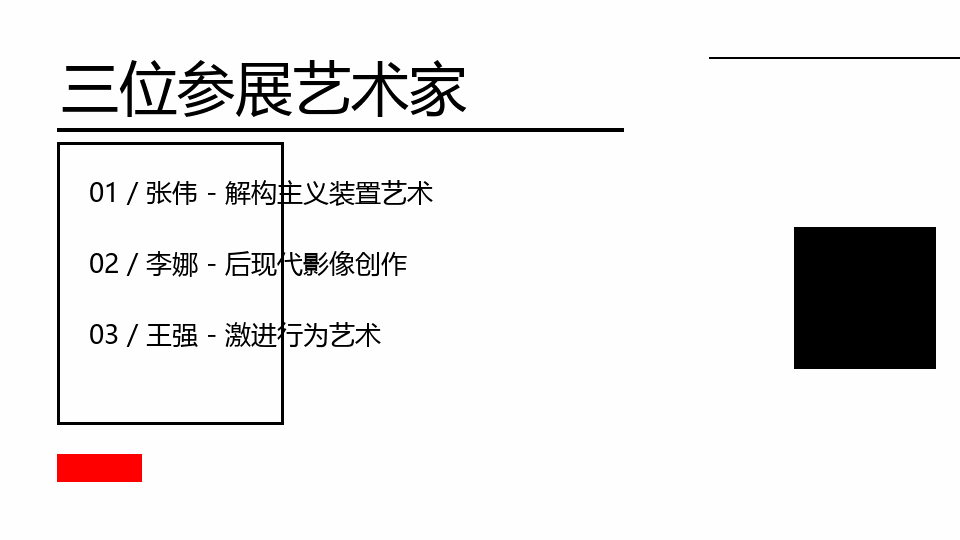 三位参展艺术家
01 / 张伟 - 解构主义装置艺术
02 / 李娜 - 后现代影像创作
03 / 王强 - 激进行为艺术